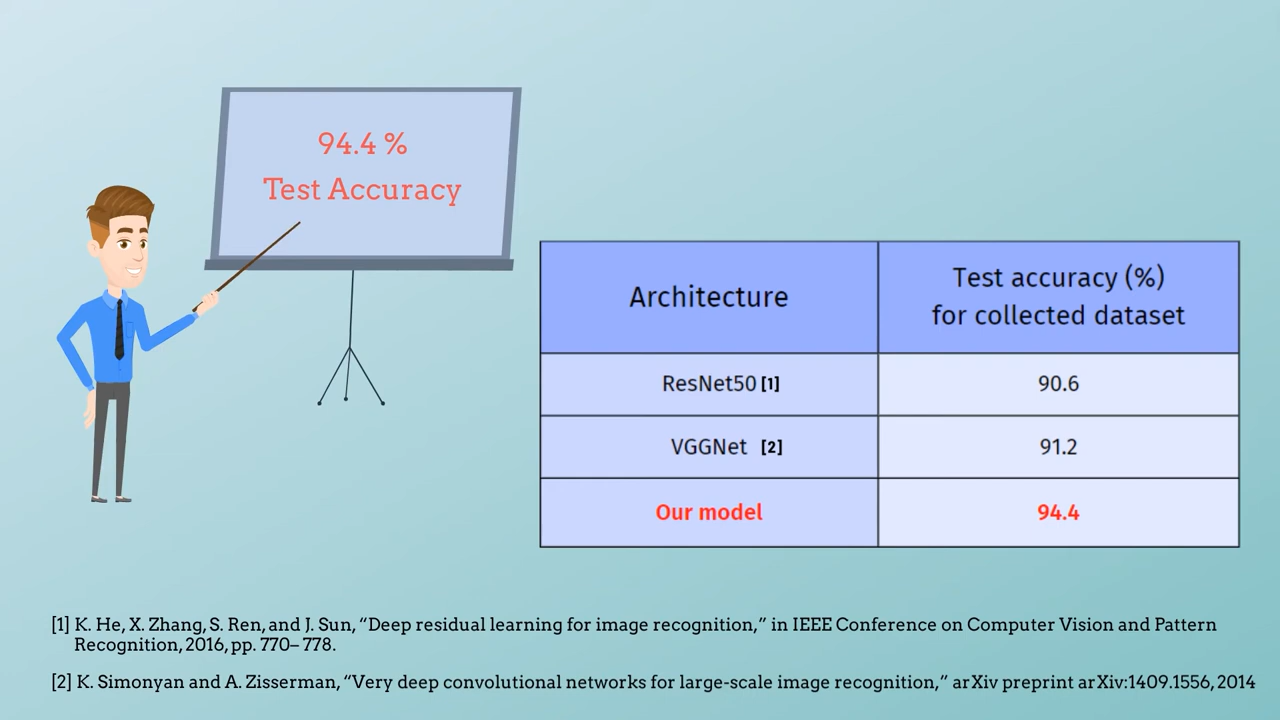 94.4 %
Test Accuracy
Architecture
Test accuracy (%)
for collected dataset
ResNet50 [1]
90.6
VGGNet [2]
91.2
Our model
94.4
[1] K. He, X. Zhang, S. Ren, and J. Sun, “Deep residual learning for image recognition,” in IEEE Conference on Computer Vision and Pattern
Recognition, 2016, pp. 770– 778.
[2] K. Simonyan and A. Zisserman, “Very deep convolutional networks for large-scale image recognition,” arXiv preprint arXiv:1409.1556, 2014